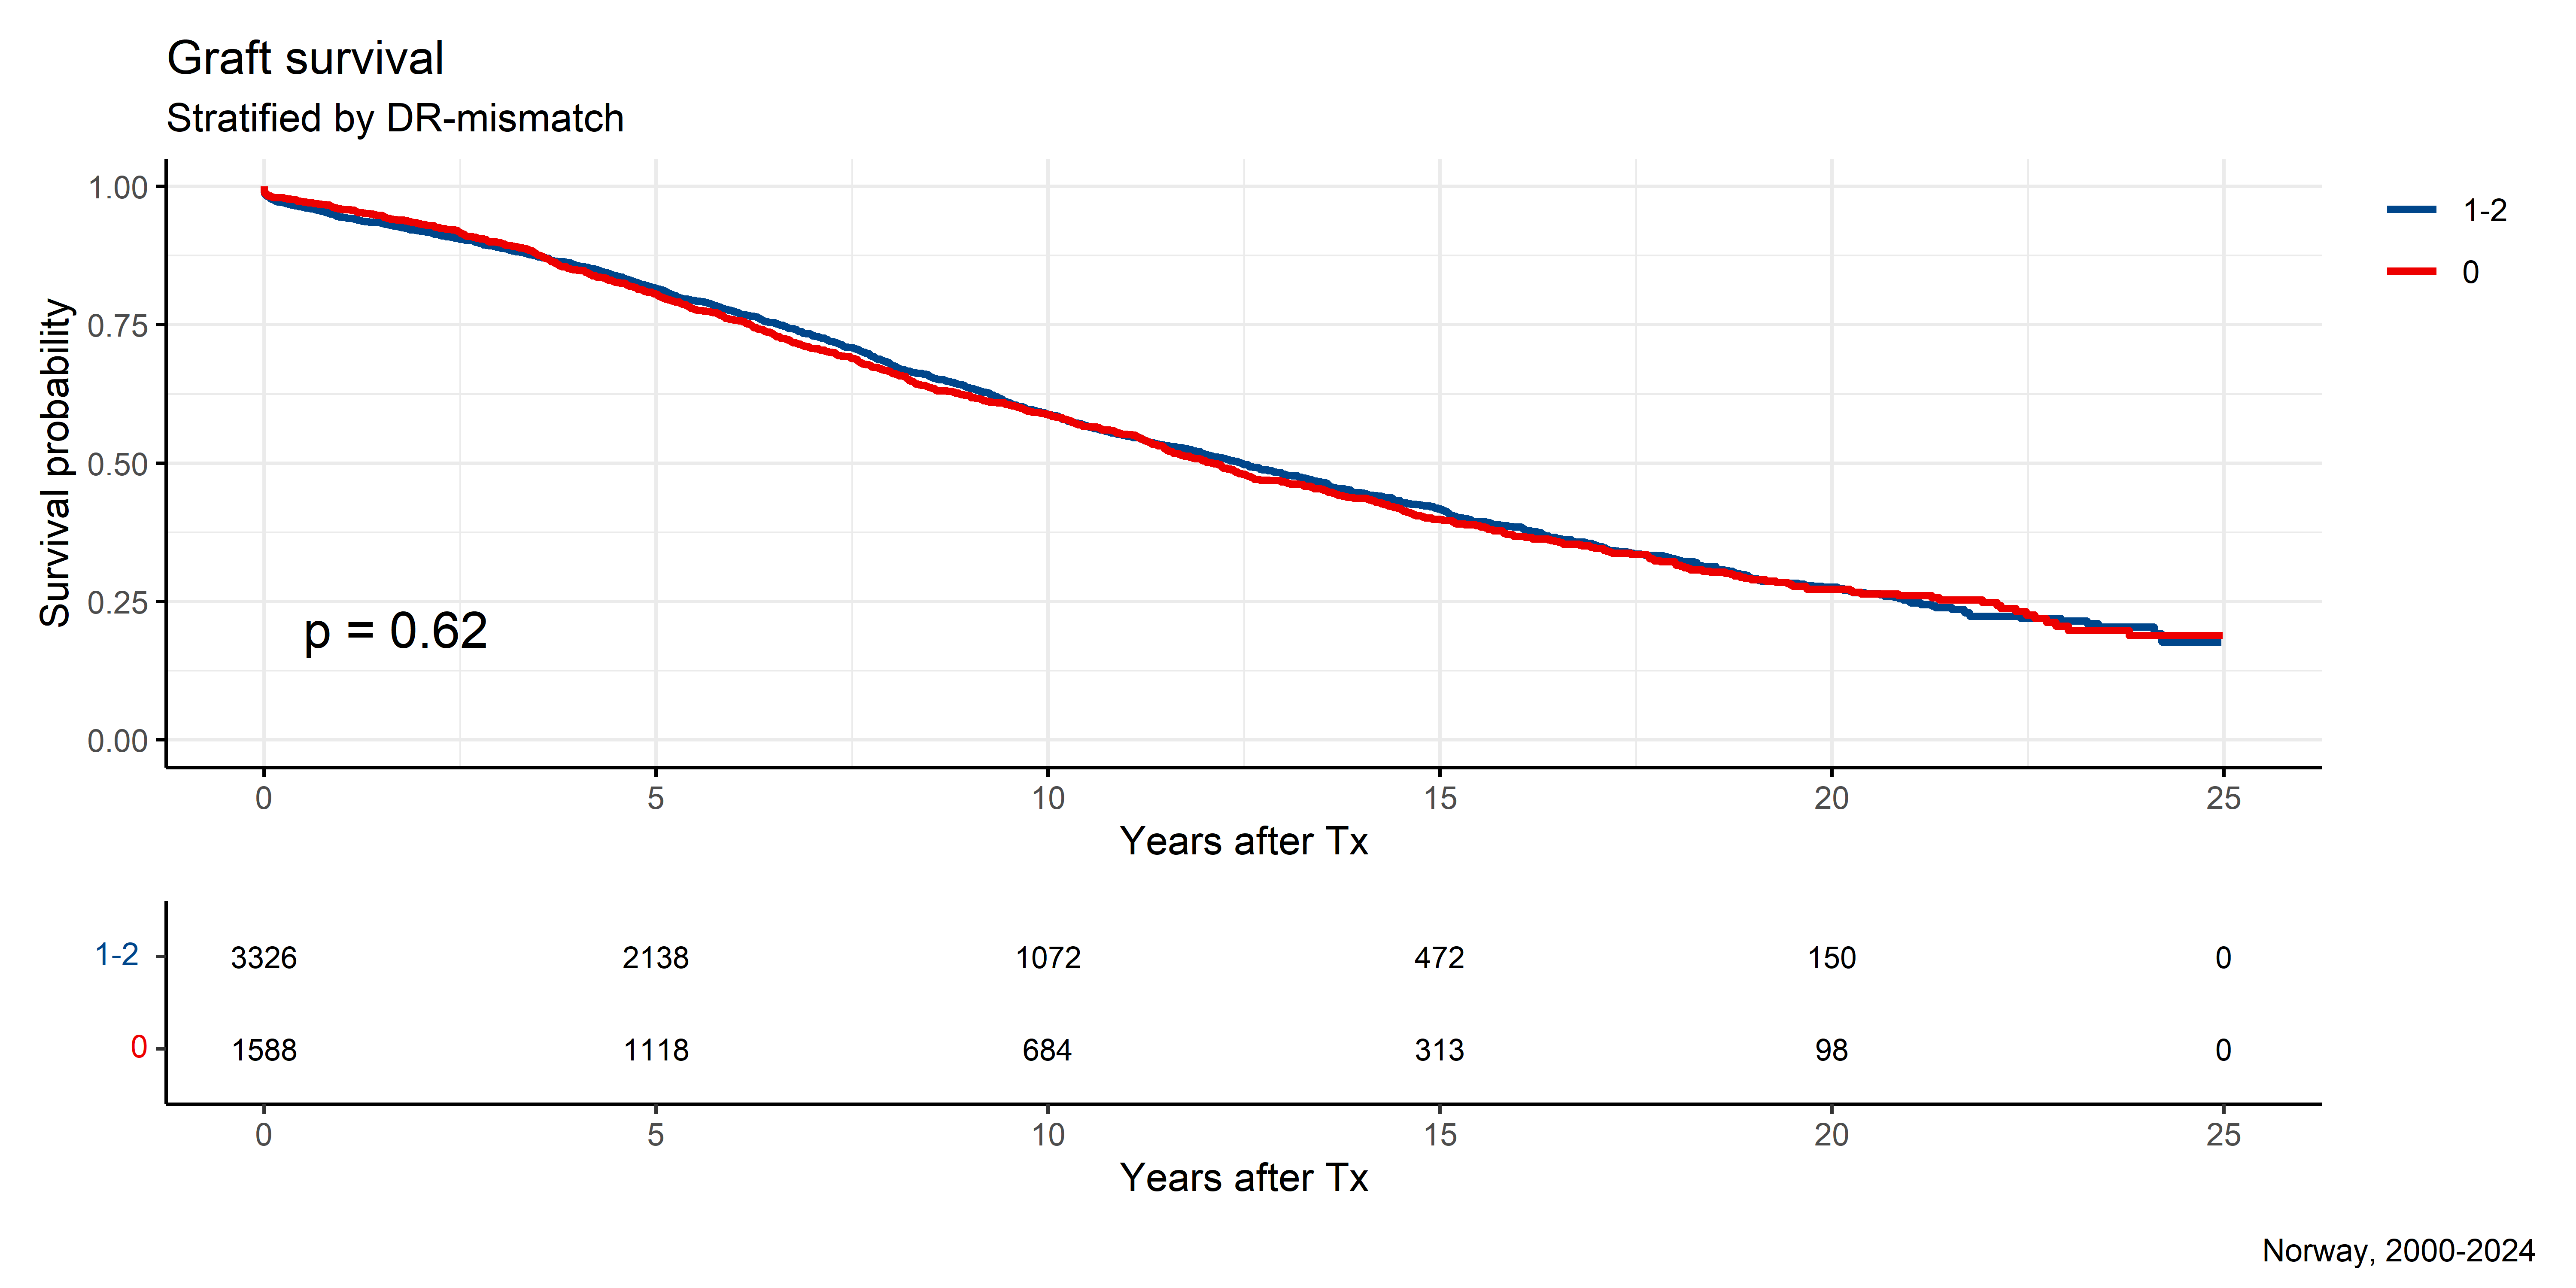 Graft survival
Stratified by DR-mismatch
Survival probability
1.00
0.75
0.50
0.25
0.00
p = 0.62
1-2
0
0 5 10 15 20 25
Years after Tx
1-2 3326 2138 1072 472 150 0
0 1588 1118 684 313 98 0
0 5 10 15 20 25
Years after Tx
Norway, 2000-2024